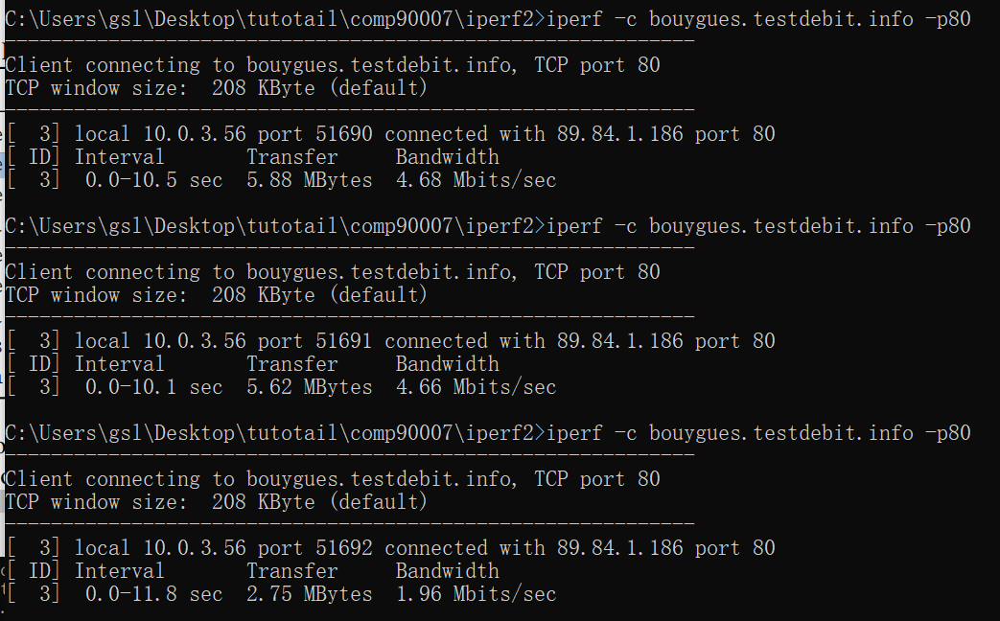 C:\Users\gsl\Desktop\tutotail\comp90007\iperf2>iperf -c bouygues.testdebit.info -p80
------------------------------------------------------------
Client connecting to bouygues.testdebit.info, TCP port 80
TCP window size:  208 KByte (default)
------------------------------------------------------------
[  3] local 10.0.3.56 port 51690 connected with 89.84.1.186 port 80
[ ID] Interval       Transfer     Bandwidth
[  3]  0.0-10.5 sec  5.88 MBytes  4.68 Mbits/sec
C:\Users\gsl\Desktop\tutotail\comp90007\iperf2>iperf -c bouygues.testdebit.info -p80
------------------------------------------------------------
Client connecting to bouygues.testdebit.info, TCP port 80
TCP window size:  208 KByte (default)
------------------------------------------------------------
[  3] local 10.0.3.56 port 51691 connected with 89.84.1.186 port 80
[ ID] Interval       Transfer     Bandwidth
[  3]  0.0-10.1 sec  5.62 MBytes  4.66 Mbits/sec
C:\Users\gsl\Desktop\tutotail\comp90007\iperf2>iperf -c bouygues.testdebit.info -p80
------------------------------------------------------------
Client connecting to bouygues.testdebit.info, TCP port 80
TCP window size:  208 KByte (default)
------------------------------------------------------------
[  3] local 10.0.3.56 port 51692 connected with 89.84.1.186 port 80
[ ID] Interval       Transfer     Bandwidth
[  3]  0.0-11.8 sec  2.75 MBytes  1.96 Mbits/sec